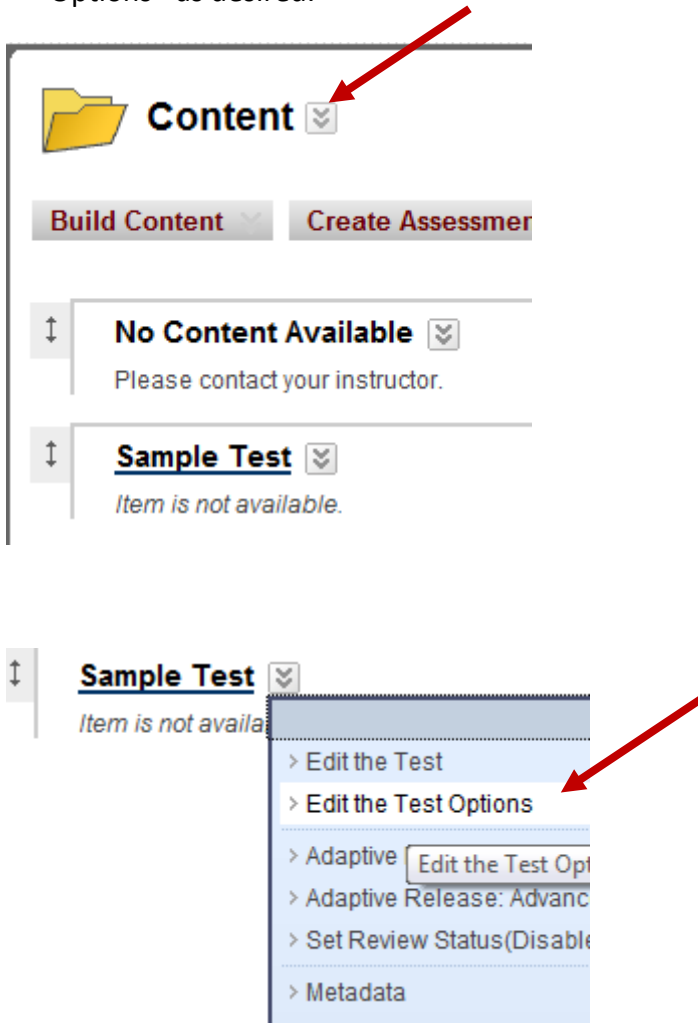 Options" as desired.
Content
Build Content Create Assessmen
No Content Available
Please contact your instructor.
Sample Test
Item is not available.
Sample Test
Item is not availa
> Edit the Test
> Edit the Test Options
> Adaptive
Edit the Test Opt
> Adaptive Release: Advanc
> Set Review Status(Disable
> Metadata